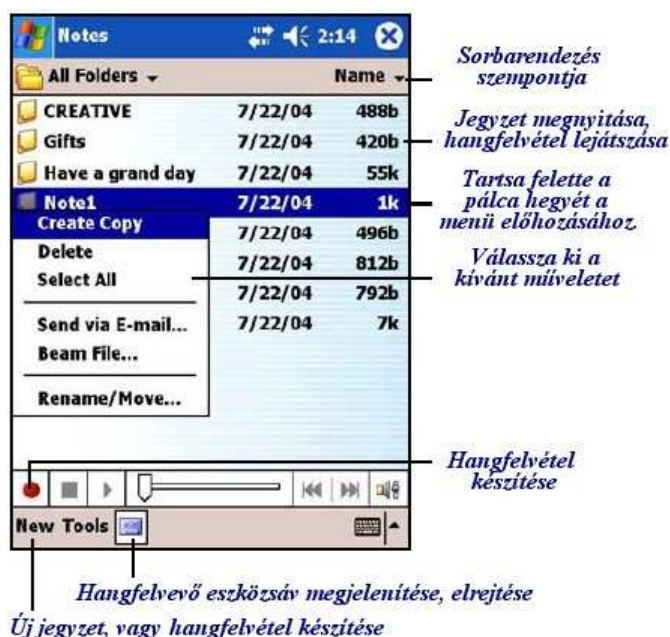 Notes 2:14
All Folders Name
CREATIVE 7/22/04 488b
Gifts 7/22/04 420b
Have a grand day 7/22/04 55k
Note1 7/22/04 1k
7/22/04 496b
7/22/04 812b
7/22/04 792b
7/22/04 7k
Create Copy
Delete
Select All
Send via E-mail...
Beam File...
Rename/Move...
New Tools
Sorbarendezés
szempontja
Jegyzet megnyitása,
hangfelvétel lejátszása
Tartsa felette a
pálca hegyét a
menü előhozásához.
Válassza ki a
kívánt műveletet
Hangfelvétel
készítése
Hangfelvevő eszközsáv megjelenítése, elrejtése
Új jegyzet, vagy hangfelvétel készítése